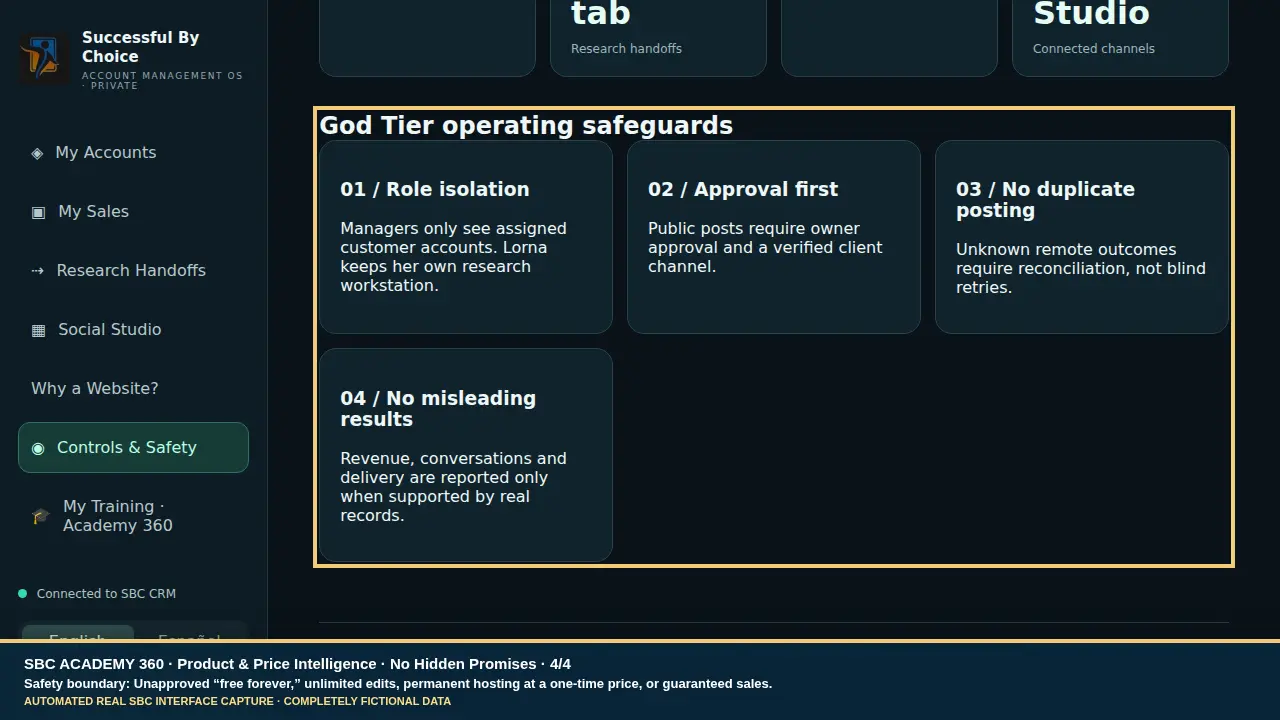 Successful By
Choice
ACCOUNT MANAGEMENT OS
· PRIVATE
◈ My Accounts
▣ My Sales
⇢ Research Handoffs
▦ Social Studio
Why a Website?
◉ Controls & Safety
🎓 My Training ·
Academy 360
Connected to SBC CRM
English Español
tab
Research handoffs
Studio
Connected channels
God Tier operating safeguards
01 / Role isolation
Managers only see assigned
customer accounts. Lorna
keeps her own research
workstation.
02 / Approval first
Public posts require owner
approval and a verified client
channel.
03 / No duplicate
posting
Unknown remote outcomes
require reconciliation, not blind
retries.
04 / No misleading
results
Revenue, conversations and
delivery are reported only
when supported by real
records.
SBC ACADEMY 360 · Product & Price Intelligence · No Hidden Promises · 4/4
Safety boundary: Unapproved “free forever,” unlimited edits, permanent hosting at a one-time price, or guaranteed sales.
AUTOMATED REAL SBC INTERFACE CAPTURE · COMPLETELY FICTIONAL DATA